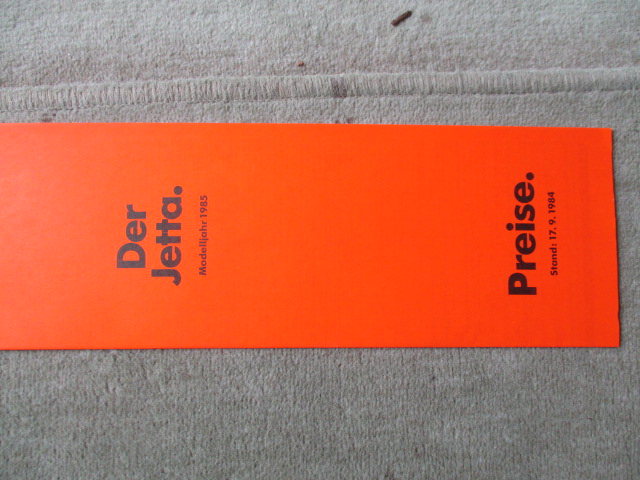 Der
Jetta.
Modelljahr 1985
Preise.
Stand: 17. 9. 1984